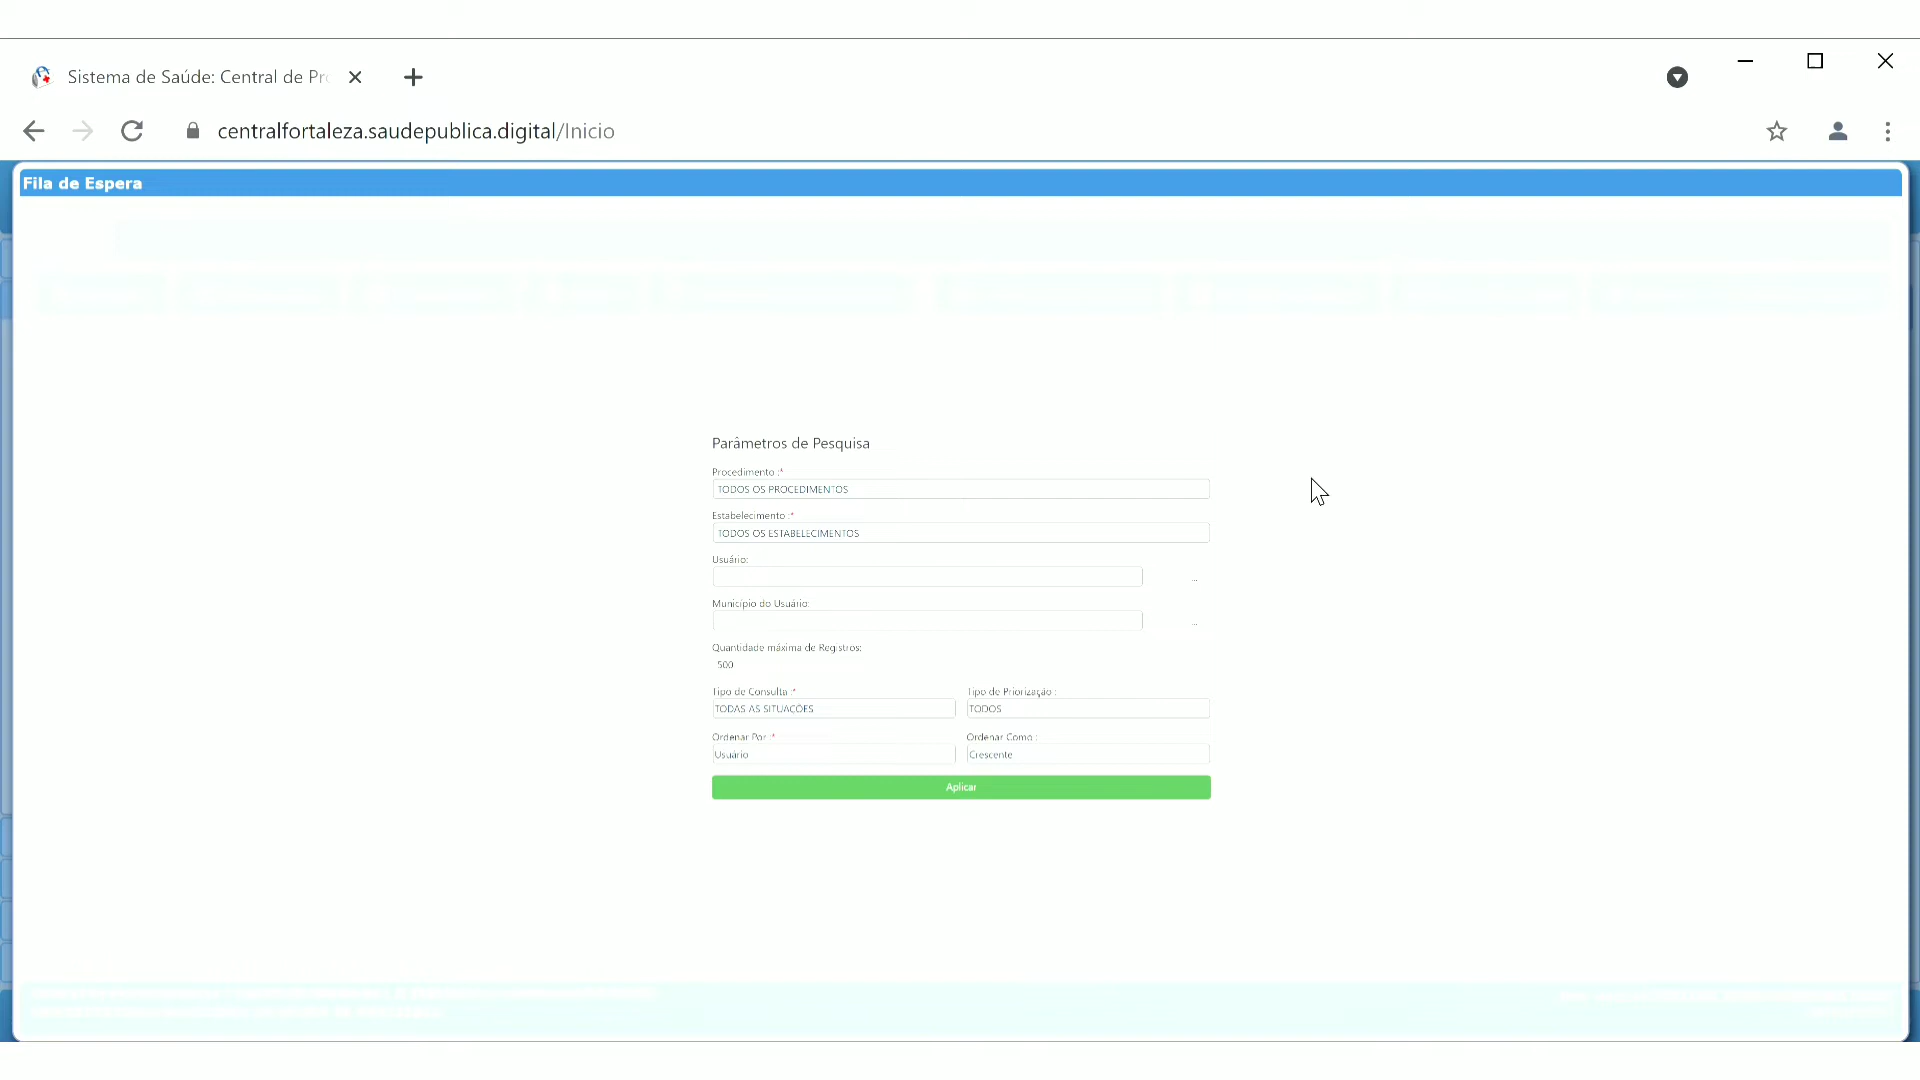 Sistema de Saúde: Central de Pr
centralfortaleza.saudepublica.digital/Inicio
Fila de Espera
Parâmetros de Pesquisa
Procedimento :*
TODOS OS PROCEDIMENTOS
Estabelecimento :*
TODOS OS ESTABELECIMENTOS
Usuário:
...
Município do Usuário:
...
Quantidade máxima de Registros:
500
Tipo de Consulta :* Tipo de Priorização :
TODAS AS SITUAÇÕES TODOS
Ordenar Por :* Ordenar Como :
Usuário Crescente
Aplicar